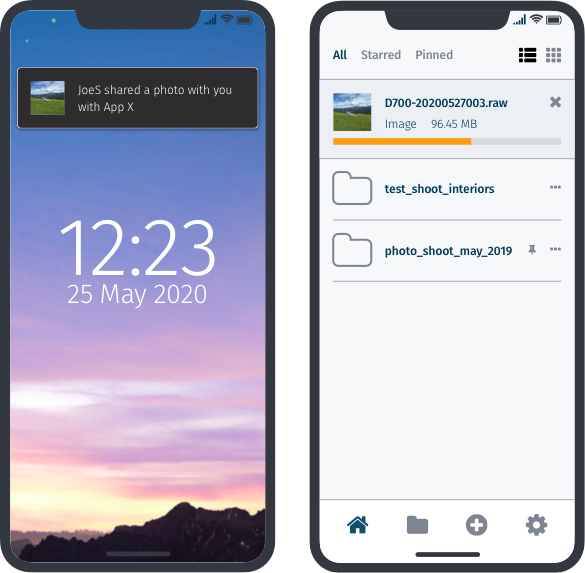 JoeS shared a photo with you
with App X
12:23
25 May 2020
All Starred Pinned
D700-20200527003.raw
Image 96.45 MB
test_shoot_interiors
photo_shoot_may_2019